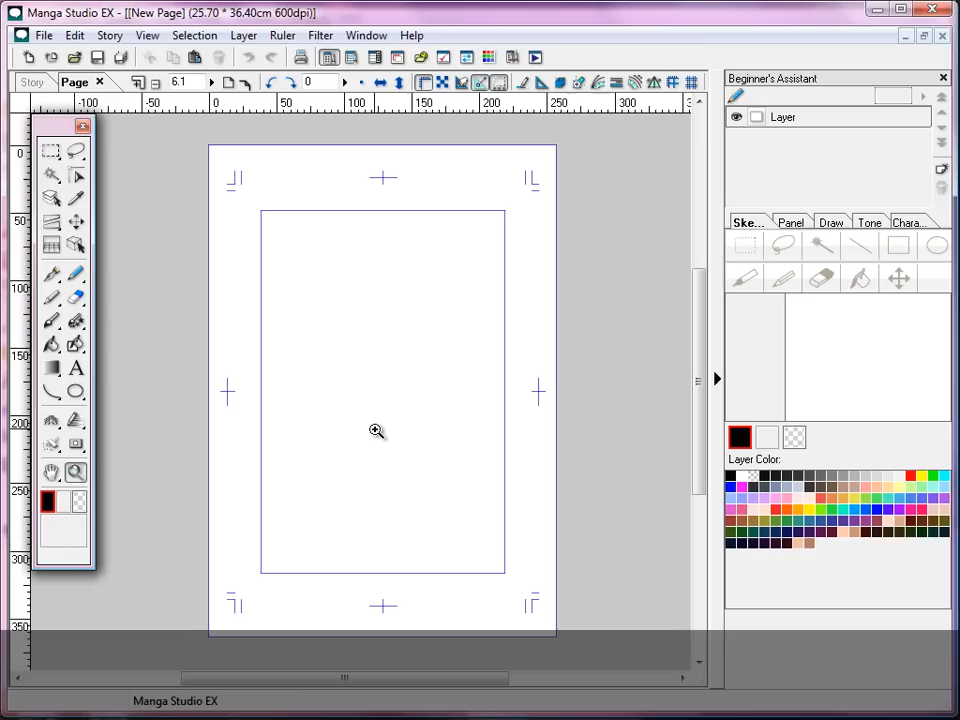 Manga Studio EX - [[New Page] (25.70 * 36.40cm 600dpi)]
File Edit Story View Selection Layer Ruler Filter Window Help
Story Page 6.1 0
-100 -50 0 50 100 150 200 250 300
0
50
100
150
200
250
300
350
A
Beginner's Assistant
Layer
Ske... Panel Draw Tone Chara...
Layer Color:
Manga Studio EX